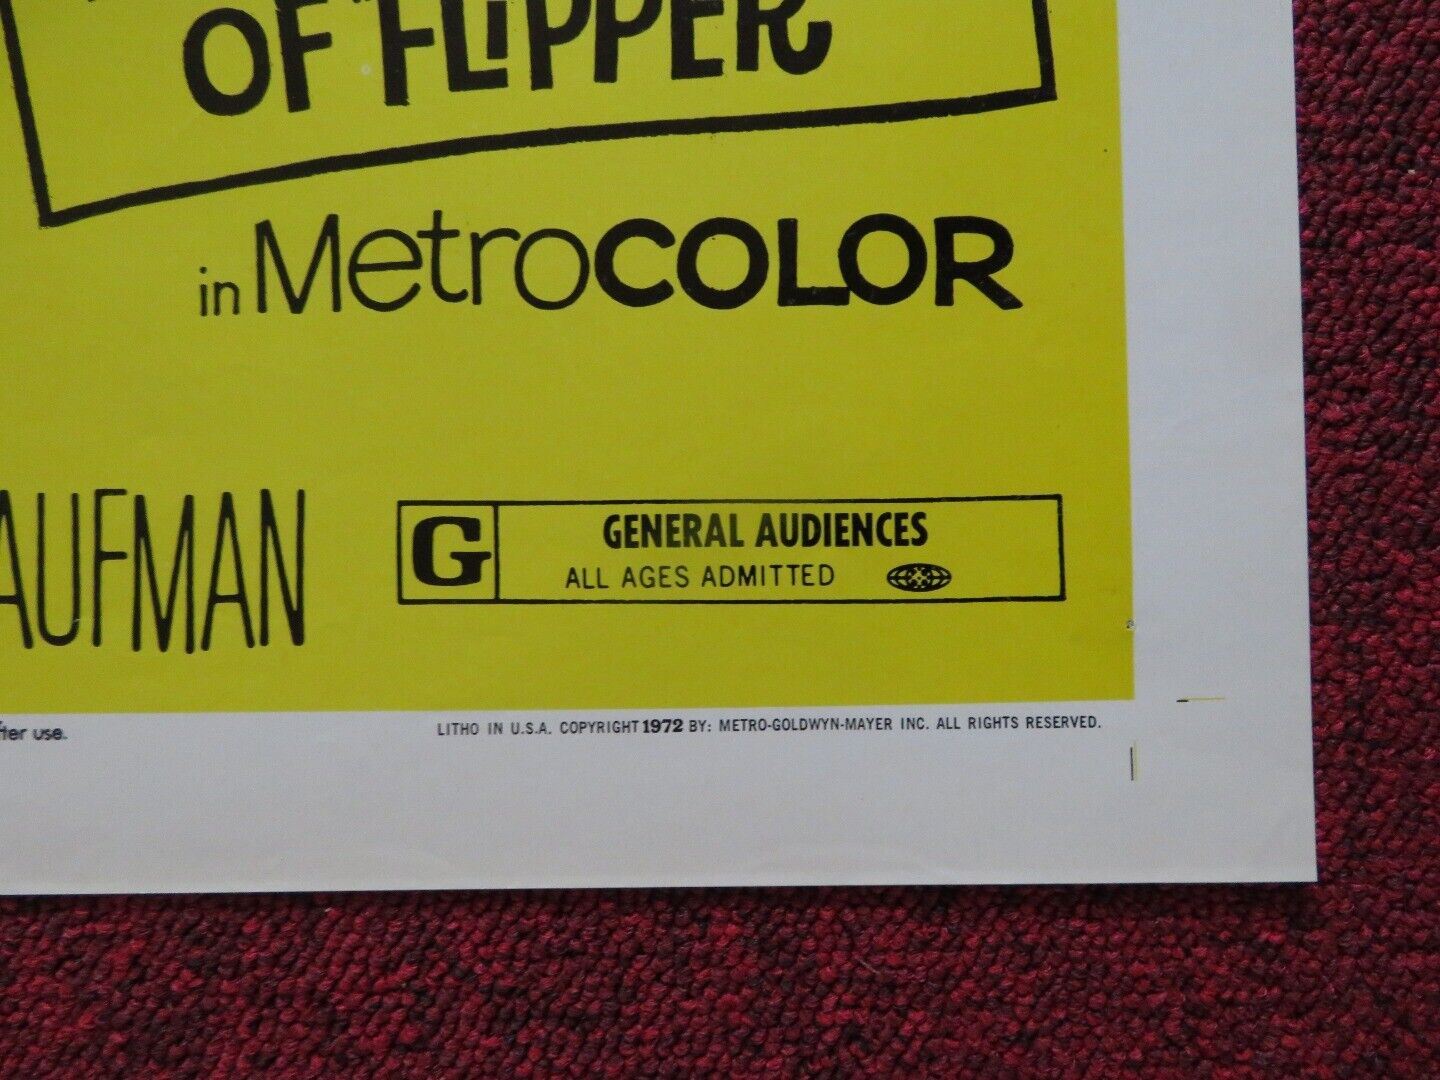 OF "FLIPPER
in MetroCOLOR
AUFMAN
G
GENERAL AUDIENCES
ALL AGES ADMITTED
after use.
LITHO IN U.S.A. COPYRIGHT 1972 BY: METRO-GOLDWYN-MAYER INC. ALL RIGHTS RESERVED.